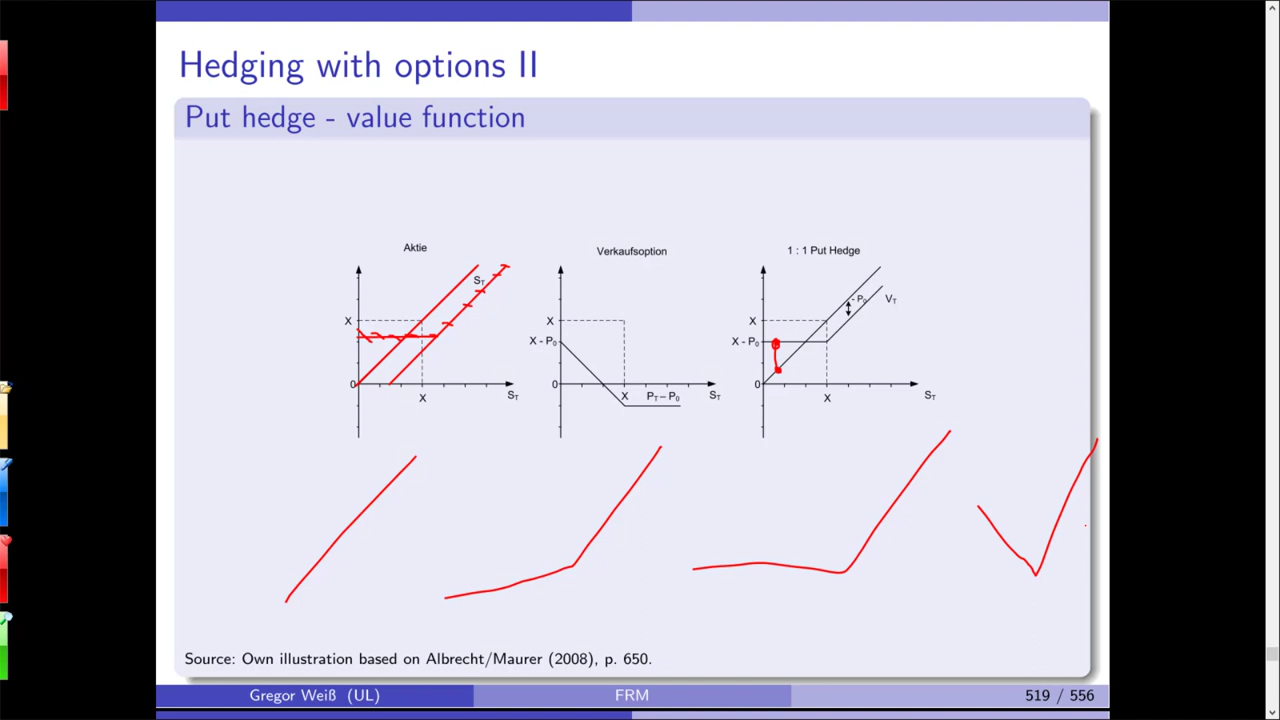 Hedging with options II
Put hedge - value function
Aktie
Verkaufsoption
1 : 1 Put Hedge
S_T
X
0
X
S_T
X
X - P₀
0
X
P_T – P₀
S_T
X
X - P₀
0
- P₀
V_T
X
S_T
Source: Own illustration based on Albrecht/Maurer (2008), p. 650.
Gregor Weiß (UL)
FRM
519 / 556